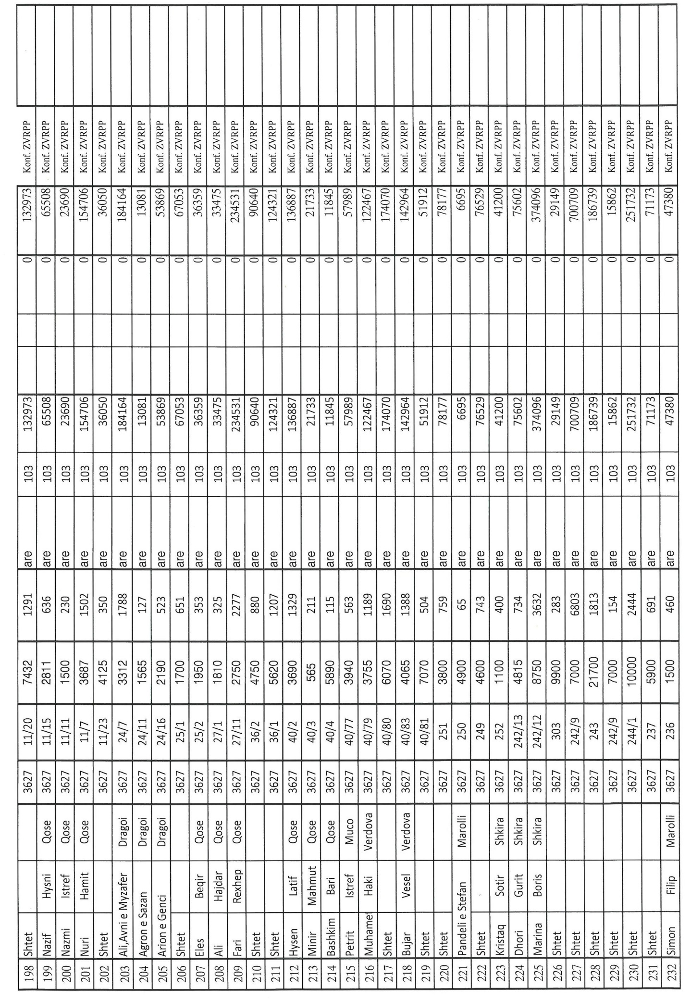 198 Shtet 3627 11/20 7432 1291 are 103 132973 0 132973 Konf. ZVRPP
199 Nazif Hysni Qose 3627 11/15 2811 636 are 103 65508 0 65508 Konf. ZVRPP
200 Nazmi Istref Qose 3627 11/11 1500 230 are 103 23690 0 23690 Konf. ZVRPP
201 Nuri Hamit Qose 3627 11/7 3687 1502 are 103 154706 0 154706 Konf. ZVRPP
202 Shtet 3627 11/23 4125 350 are 103 36050 0 36050 Konf. ZVRPP
203 Ali,Avni e Myzafer Dragoi 3627 24/7 3312 1788 are 103 184164 0 184164 Konf. ZVRPP
204 Agron e Sazan Dragoi 3627 24/11 1565 127 are 103 13081 0 13081 Konf. ZVRPP
205 Arion e Genci Dragoi 3627 24/16 2190 523 are 103 53869 0 53869 Konf. ZVRPP
206 Shtet 3627 25/1 1700 651 are 103 67053 0 67053 Konf. ZVRPP
207 Eles Beqir Qose 3627 25/2 1950 353 are 103 36359 0 36359 Konf. ZVRPP
208 Ali Hajdar Qose 3627 27/1 1810 325 are 103 33475 0 33475 Konf. ZVRPP
209 Fari Rexhep Qose 3627 27/11 2750 2277 are 103 234531 0 234531 Konf. ZVRPP
210 Shtet 3627 36/2 4750 880 are 103 90640 0 90640 Konf. ZVRPP
211 Shtet 3627 36/1 5620 1207 are 103 124321 0 124321 Konf. ZVRPP
212 Hysen Latif Qose 3627 40/2 3690 1329 are 103 136887 0 136887 Konf. ZVRPP
213 Minir Mahmut Qose 3627 40/3 565 211 are 103 21733 0 21733 Konf. ZVRPP
214 Bashkim Bari Qose 3627 40/4 5890 115 are 103 11845 0 11845 Konf. ZVRPP
215 Petrit Istref Muco 3627 40/77 3940 563 are 103 57989 0 57989 Konf. ZVRPP
216 Muhamet Haki Verdova 3627 40/79 3755 1189 are 103 122467 0 122467 Konf. ZVRPP
217 Shtet 3627 40/80 6070 1690 are 103 174070 0 174070 Konf. ZVRPP
218 Bujar Vesel Verdova 3627 40/83 4065 1388 are 103 142964 0 142964 Konf. ZVRPP
219 Shtet 3627 40/81 7070 504 are 103 51912 0 51912 Konf. ZVRPP
220 Shtet 3627 251 3800 759 are 103 78177 0 78177 Konf. ZVRPP
221 Pandeli e Stefan Marolli 3627 250 4900 65 are 103 6695 0 6695 Konf. ZVRPP
222 Shtet 3627 249 4600 743 are 103 76529 0 76529 Konf. ZVRPP
223 Kristaq Sotir Shkira 3627 252 1100 400 are 103 41200 0 41200 Konf. ZVRPP
224 Dhori Gurit Shkira 3627 242/13 4815 734 are 103 75602 0 75602 Konf. ZVRPP
225 Marina Boris Shkira 3627 242/12 8750 3632 are 103 374096 0 374096 Konf. ZVRPP
226 Shtet 3627 303 9900 283 are 103 29149 0 29149 Konf. ZVRPP
227 Shtet 3627 242/9 7000 6803 are 103 700709 0 700709 Konf. ZVRPP
228 Shtet 3627 243 21700 1813 are 103 186739 0 186739 Konf. ZVRPP
229 Shtet 3627 242/9 7000 154 are 103 15862 0 15862 Konf. ZVRPP
230 Shtet 3627 244/1 10000 2444 are 103 251732 0 251732 Konf. ZVRPP
231 Shtet 3627 237 5900 691 are 103 71173 0 71173 Konf. ZVRPP
232 Simon Filip Marolli 3627 236 1500 460 are 103 47380 0 47380 Konf. ZVRPP